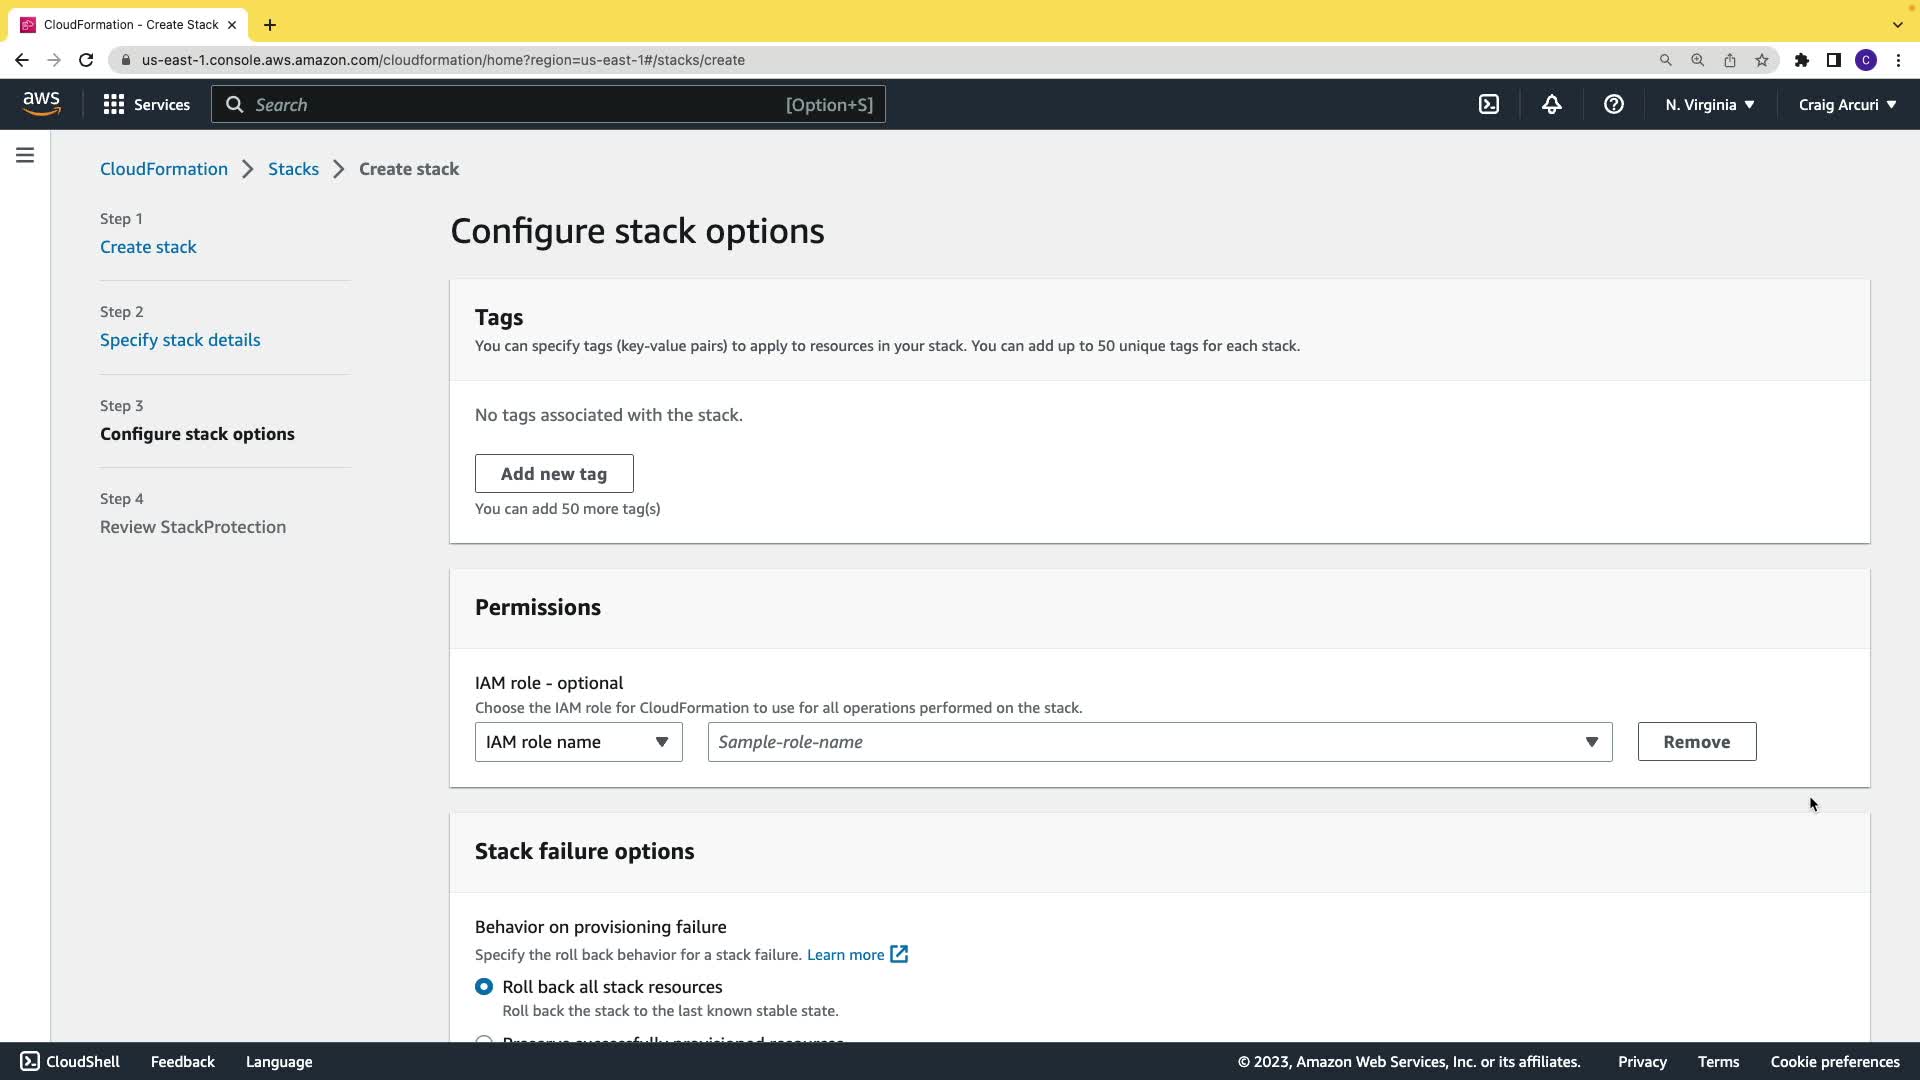 CloudFormation - Create Stack
us-east-1.console.aws.amazon.com/cloudformation/home?region=us-east-1#/stacks/create
C
aws
Services
Search
[Option+S]
N. Virginia
Craig Arcuri
CloudFormation
Stacks
Create stack
Step 1
Create stack
Step 2
Specify stack details
Step 3
Configure stack options
Step 4
Review StackProtection
Configure stack options
Tags
You can specify tags (key-value pairs) to apply to resources in your stack. You can add up to 50 unique tags for each stack.
No tags associated with the stack.
Add new tag
You can add 50 more tag(s)
Permissions
IAM role - optional
Choose the IAM role for CloudFormation to use for all operations performed on the stack.
IAM role name
Sample-role-name
Remove
Stack failure options
Behavior on provisioning failure
Specify the roll back behavior for a stack failure. Learn more
Roll back all stack resources
Roll back the stack to the last known stable state.
Preserve successfully provisioned resources
CloudShell
Feedback
Language
© 2023, Amazon Web Services, Inc. or its affiliates.
Privacy
Terms
Cookie preferences